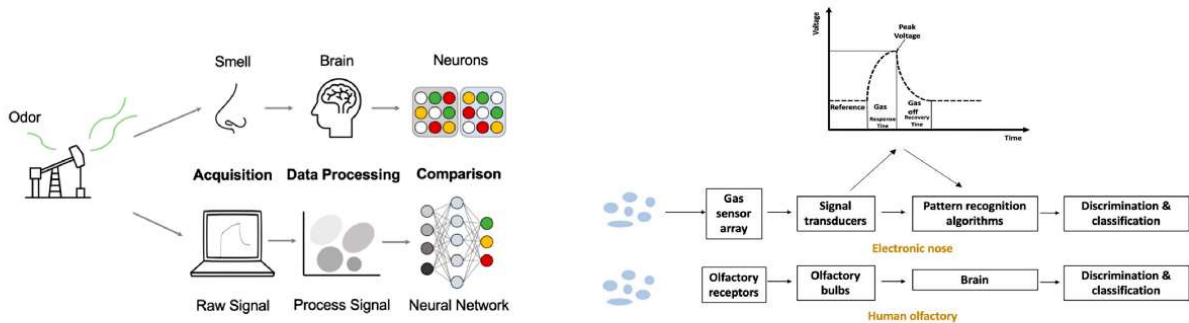 Smell
Brain
Neurons
Odor
Acquisition
Data Processing
Comparison
Raw Signal
Process Signal
Neural Network
Voltage
Peak
Voltage
Reference
Gas
Response
Time
Gas
off
Recovery
Time
Time
Gas
sensor
array
Signal
transducers
Pattern recognition
algorithms
Discrimination &
classification
Electronic nose
Olfactory
receptors
Olfactory
bulbs
Brain
Discrimination &
classification
Human olfactory